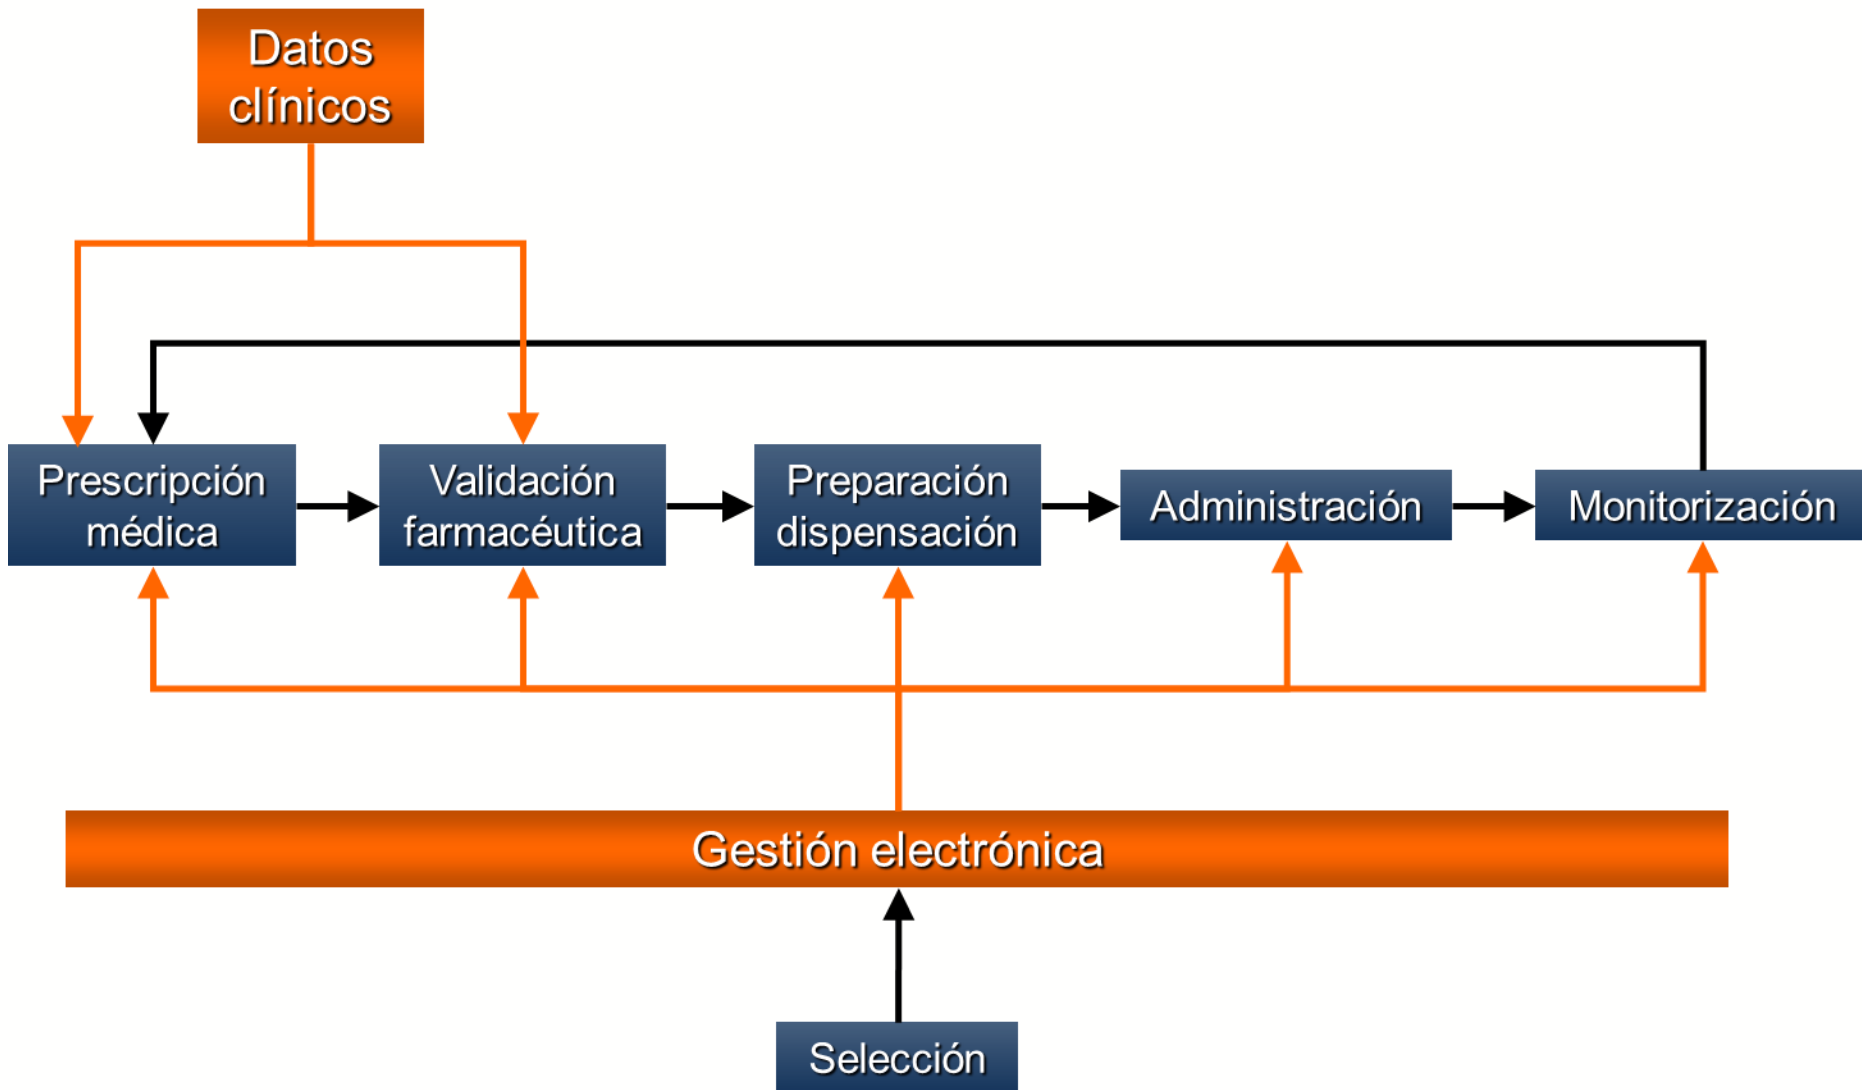 Datos
clínicos
Prescripción
médica
Validación
farmacéutica
Preparación
dispensación
Administración
Monitorización
Gestión electrónica
Selección